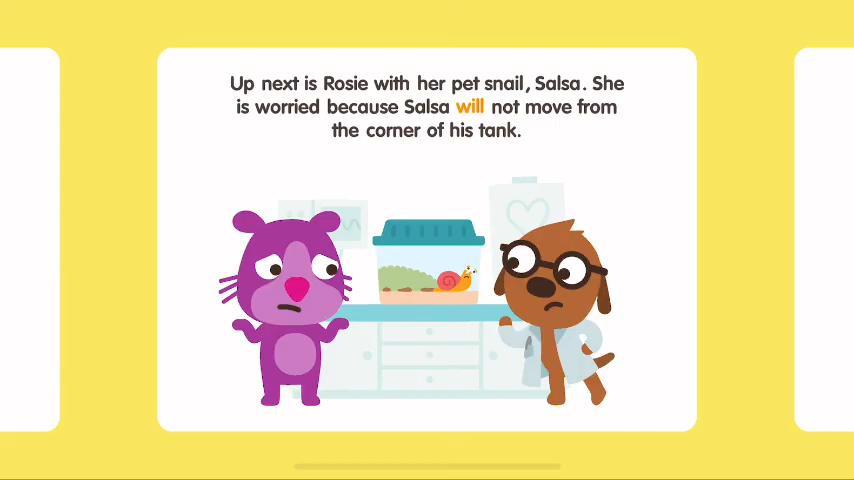 Up next is Rosie with her pet snail, Salsa. She
is worried because Salsa will not move from
the corner of his tank.